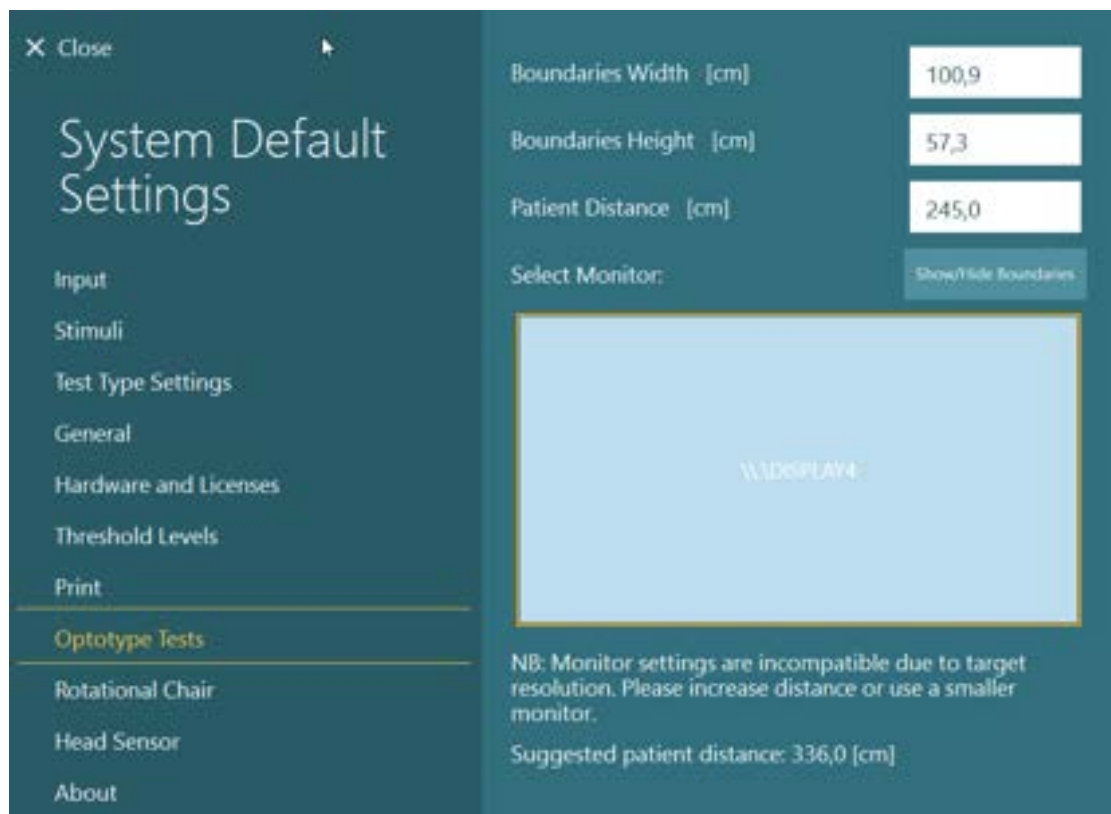 ✕ Close
System Default
Settings
Input
Stimuli
Test Type Settings
General
Hardware and Licenses
Threshold Levels
Print
Optotype Tests
Rotational Chair
Head Sensor
About
Boundaries Width [cm] 100,9
Boundaries Height [cm] 57,3
Patient Distance [cm] 245,0
Select Monitor: Show/Hide Boundaries
\\.\DISPLAY4
NB: Monitor settings are incompatible due to target
resolution. Please increase distance or use a smaller
monitor.
Suggested patient distance: 336,0 [cm]